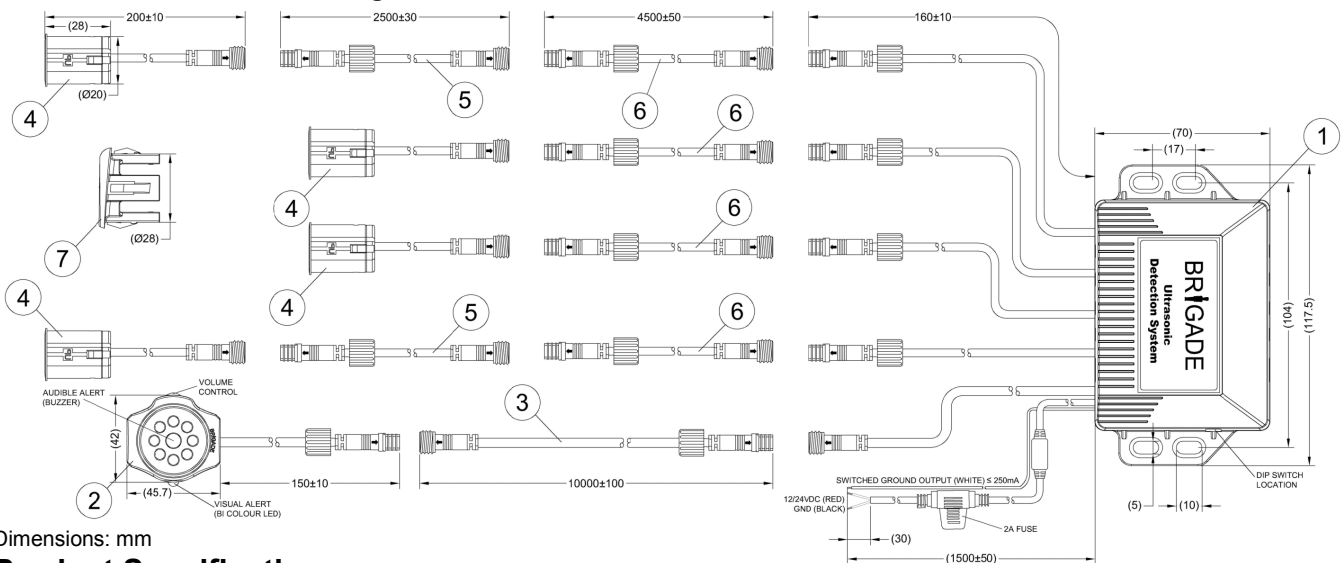 200±10
2500±30
4500±50
160±10
(28)
(Ø20)
4
5
6
(70)
(17)
1
4
6
7
(Ø28)
4
6
BRIGADE
Ultrasonic
Detection System
(104)
(117.5)
4
5
6
VOLUME
CONTROL
AUDIBLE ALERT
(BUZZER)
(42)
BRIGADE
3
2
(45.7)
150±10
10000±100
VISUAL ALERT
(BI COLOUR LED)
DIP SWITCH
LOCATION
(5)
(10)
SWITCHED GROUND OUTPUT (WHITE) ≤ 250mA
12/24VDC (RED)
GND (BLACK)
2A FUSE
(30)
(1500±50)
Dimensions: mm